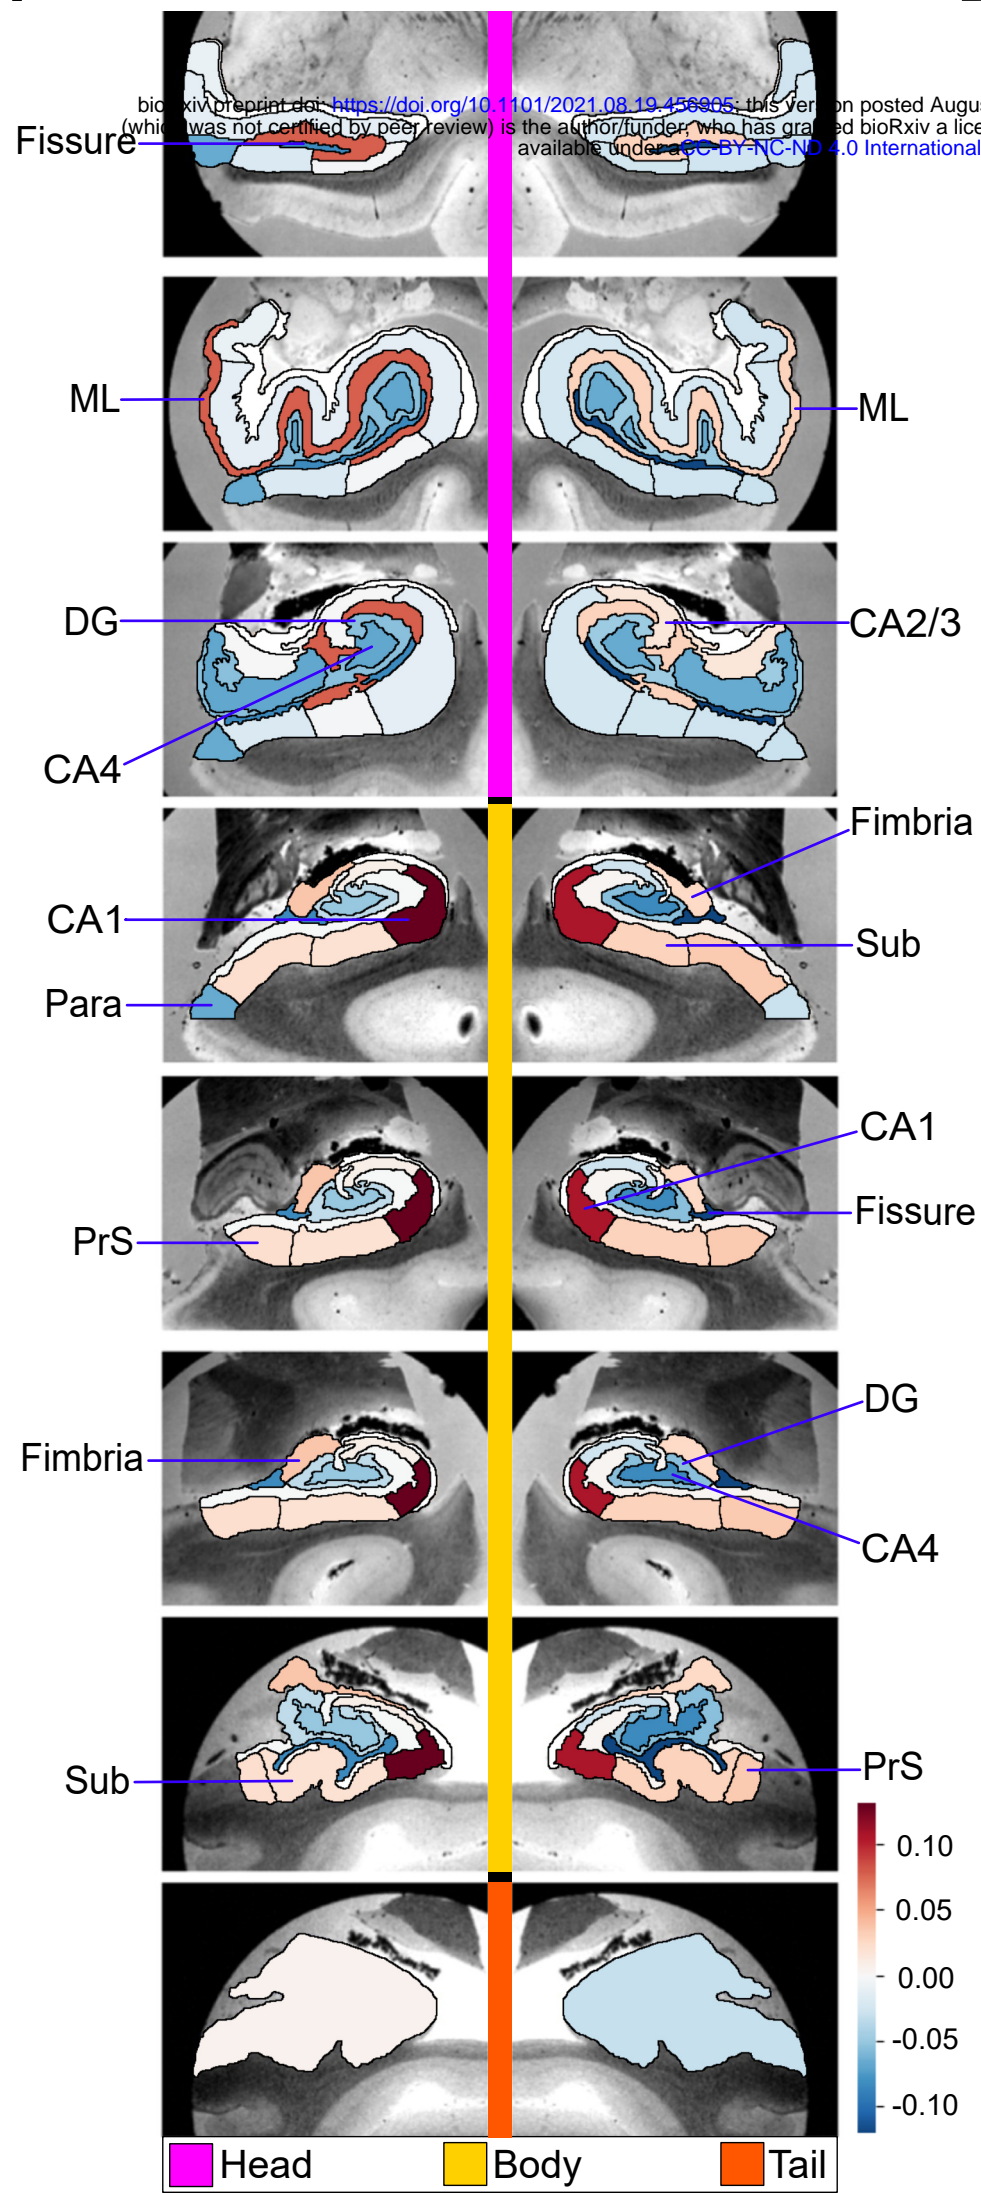 bioRxiv preprint doi: https://doi.org/10.1101/2021.08.19.456905; this version posted Augus
(which was not certified by peer review) is the author/funder, who has granted bioRxiv a lice
available under aCC-BY-NC-ND 4.0 International
Fissure
ML
ML
DG
CA2/3
CA4
Fimbria
CA1
Sub
Para
CA1
Fissure
PrS
DG
Fimbria
CA4
PrS
Sub
0.10
0.05
0.00
-0.05
-0.10
Head
Body
Tail